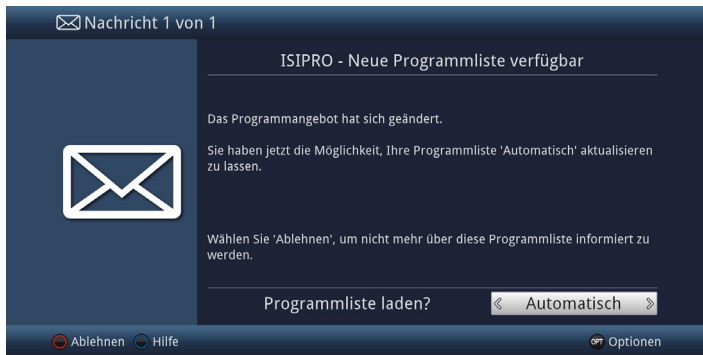 Nachricht 1 von 1
ISIPRO - Neue Programmliste verfügbar
Das Programmangebot hat sich geändert.
Sie haben jetzt die Möglichkeit, Ihre Programmliste 'Automatisch' aktualisieren
zu lassen.
Wählen Sie 'Ablehnen', um nicht mehr über diese Programmliste informiert zu
werden.
Programmliste laden? « Automatisch »
Ablehnen Hilfe OPT Optionen